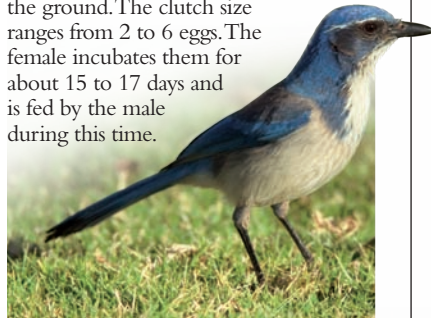 the ground. The clutch size
ranges from 2 to 6 eggs. The
female incubates them for
about 15 to 17 days and
is fed by the male
during this time.